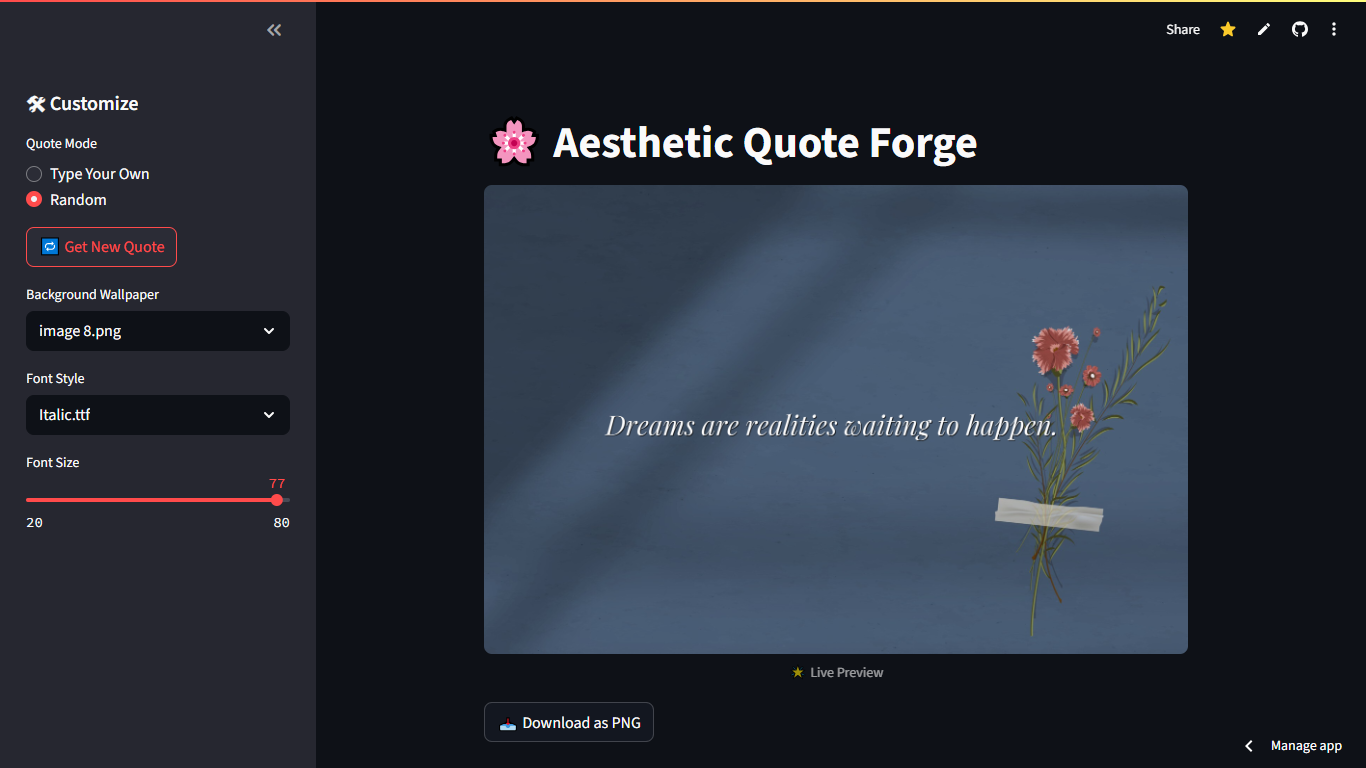 Share
Customize
Quote Mode
Type Your Own
Random
Get New Quote
Background Wallpaper
image 8.png
Font Style
Italic.ttf
Font Size
77
20
80
Aesthetic Quote Forge
Dreams are realities waiting to happen.
Live Preview
Download as PNG
Manage app